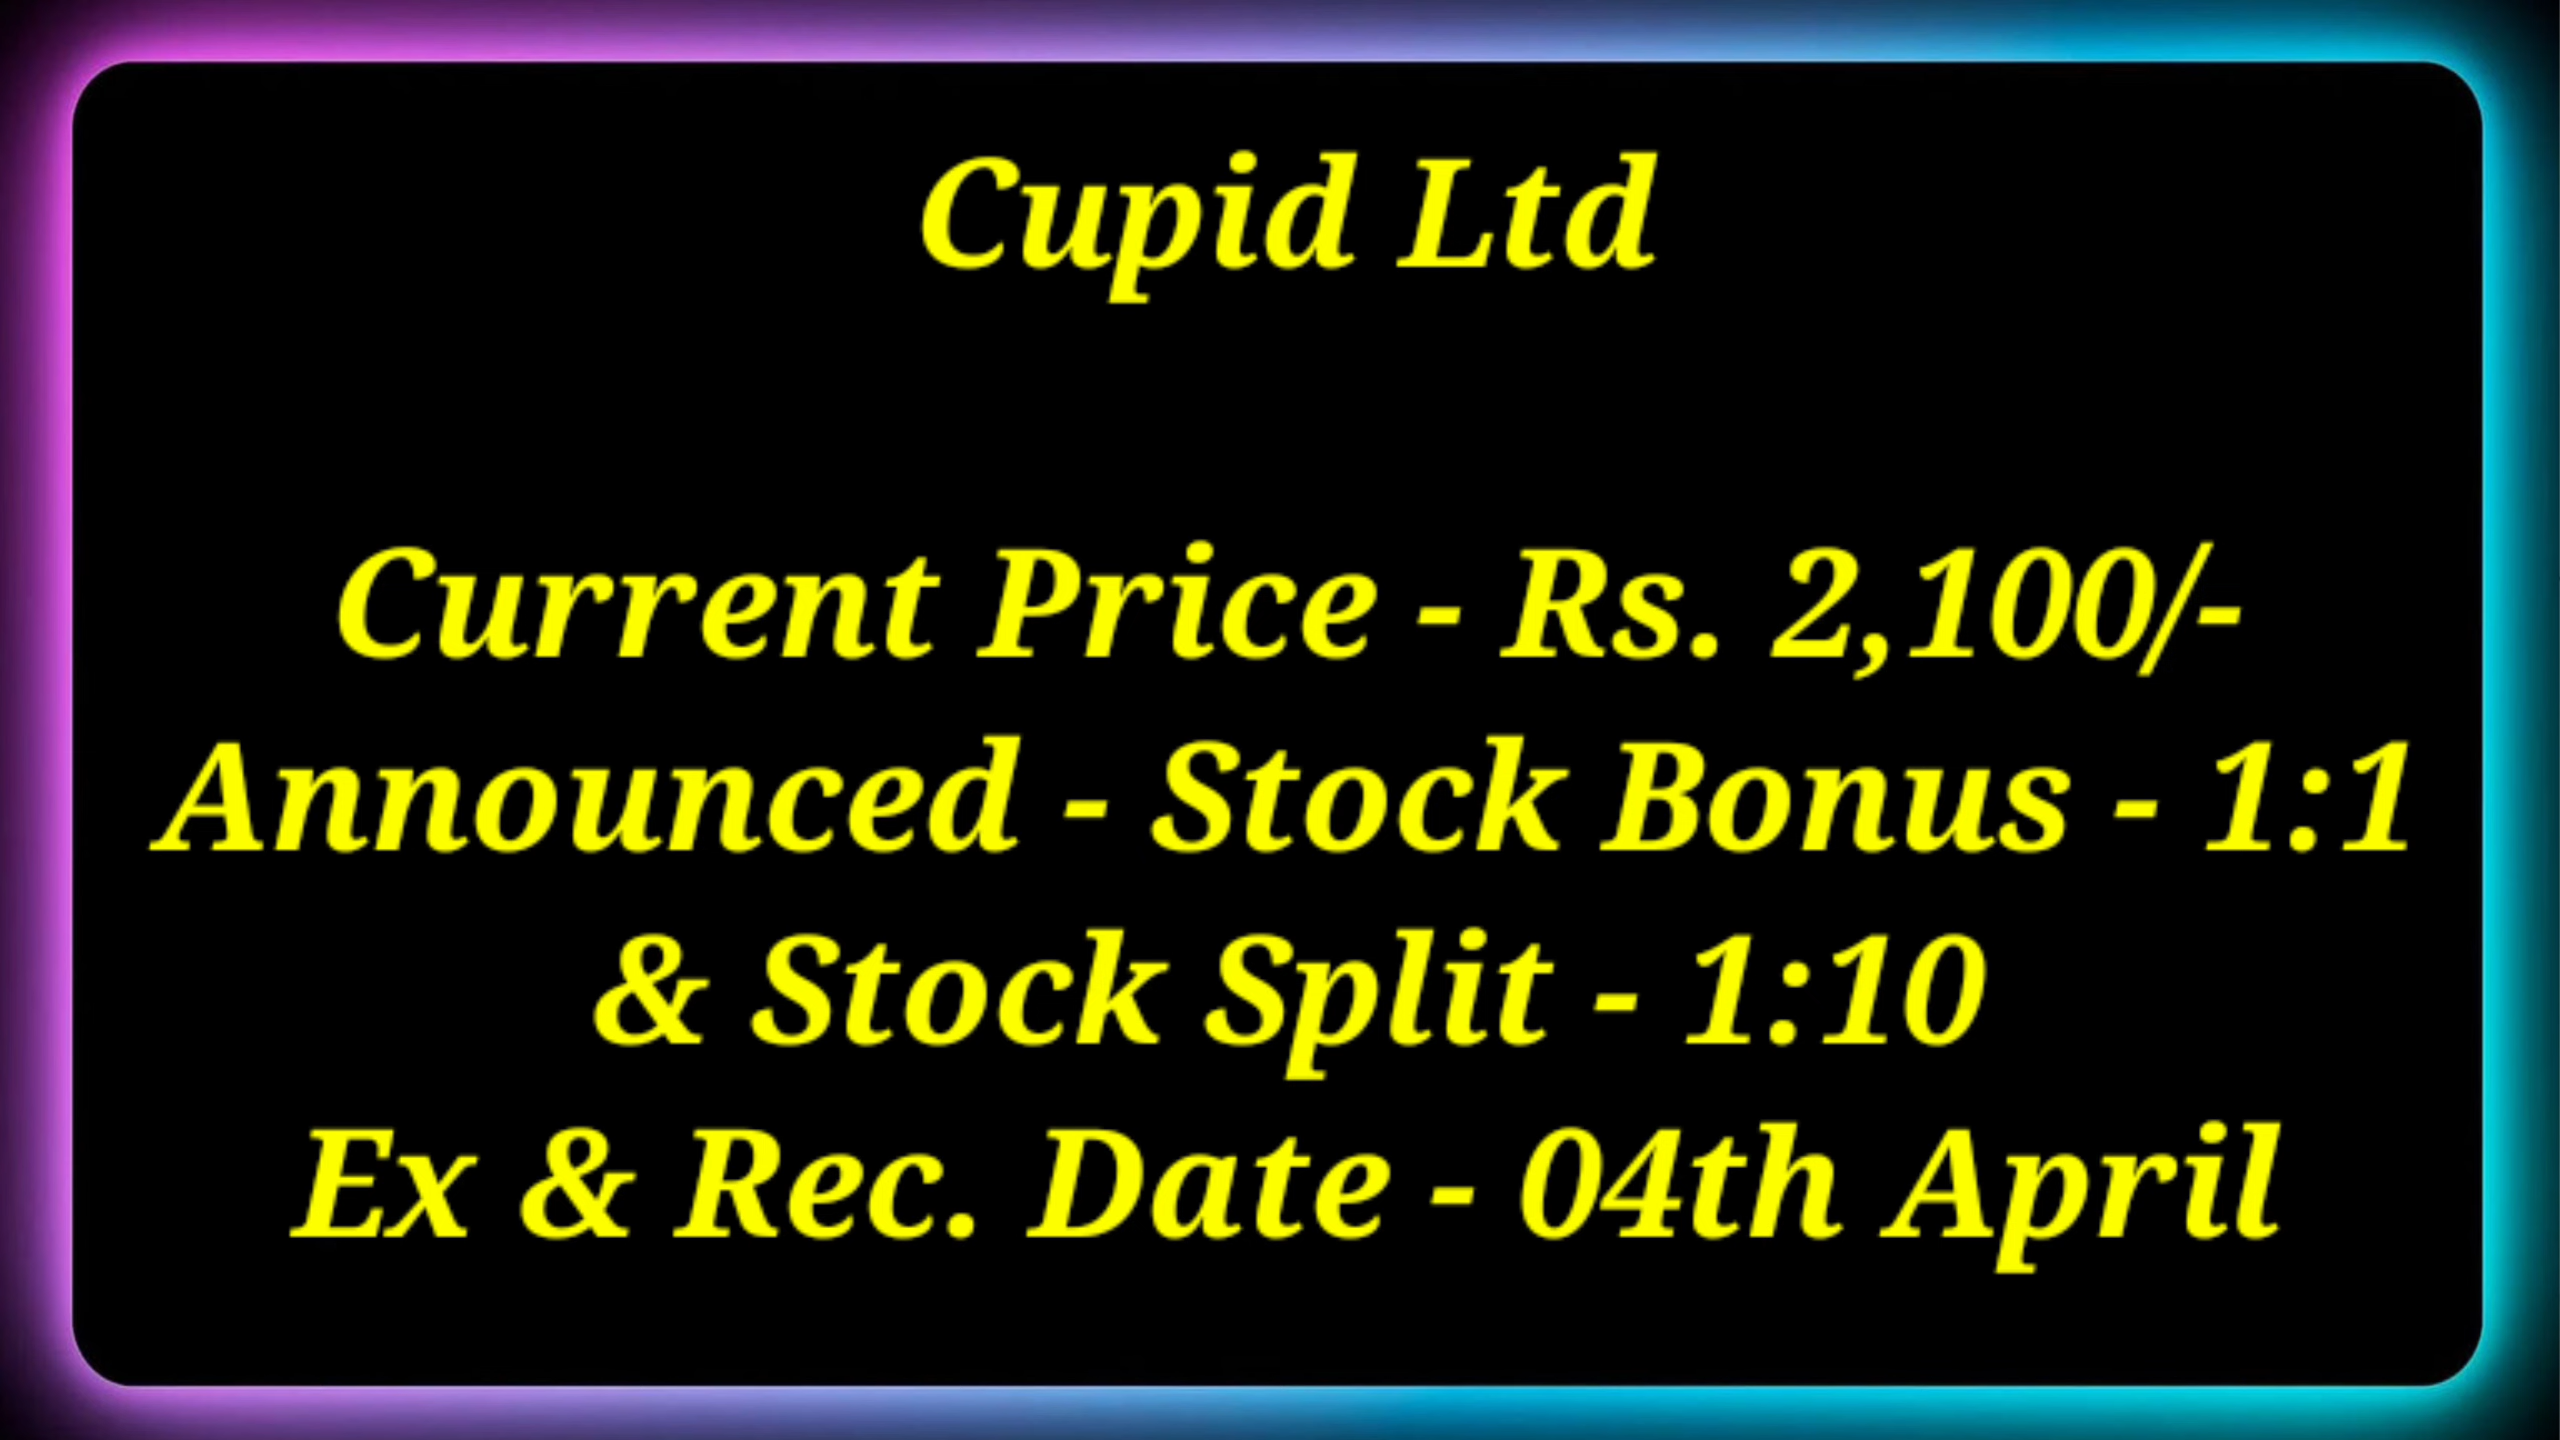 Cupid Ltd
Current Price - Rs. 2,100/-
Announced - Stock Bonus - 1:1
& Stock Split - 1:10
Ex & Rec. Date - 04th April